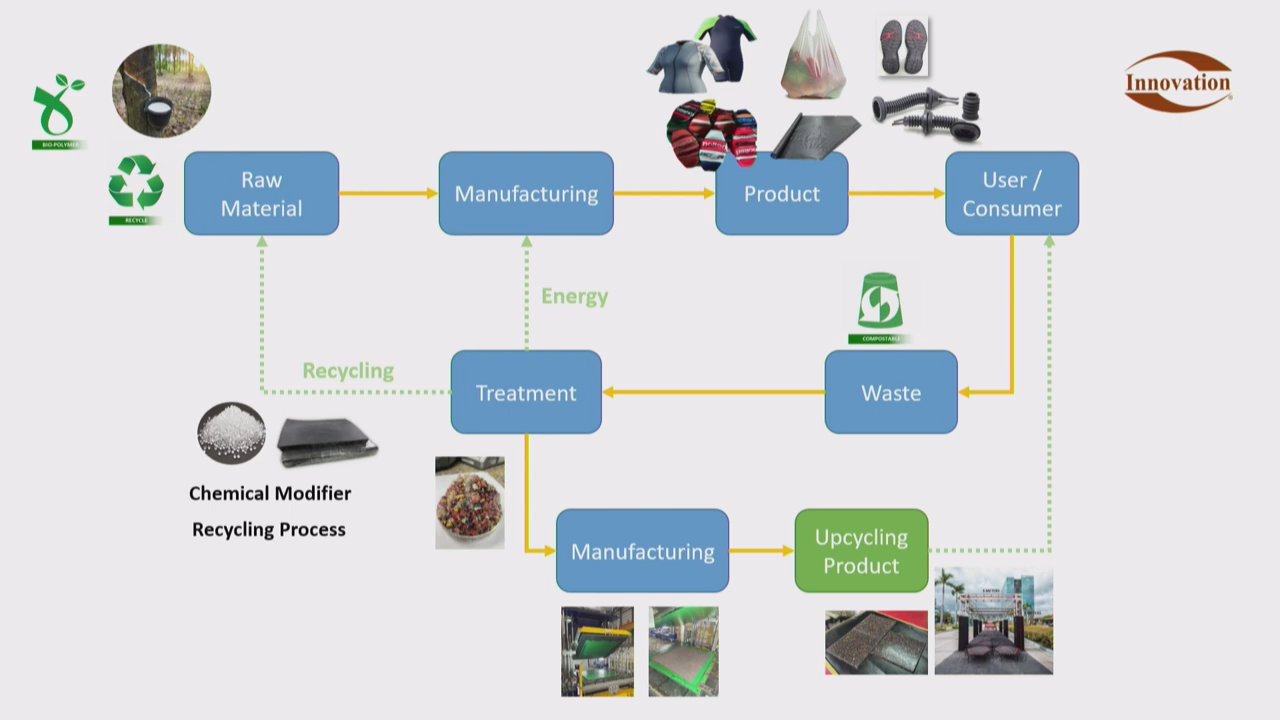 Innovation
BIO-POLYMER
RECYCLE
Raw
Material
Manufacturing
Product
User /
Consumer
Energy
COMPOSTABLE
Recycling
Treatment
Waste
Chemical Modifier
Recycling Process
Manufacturing
Upcycling
Product